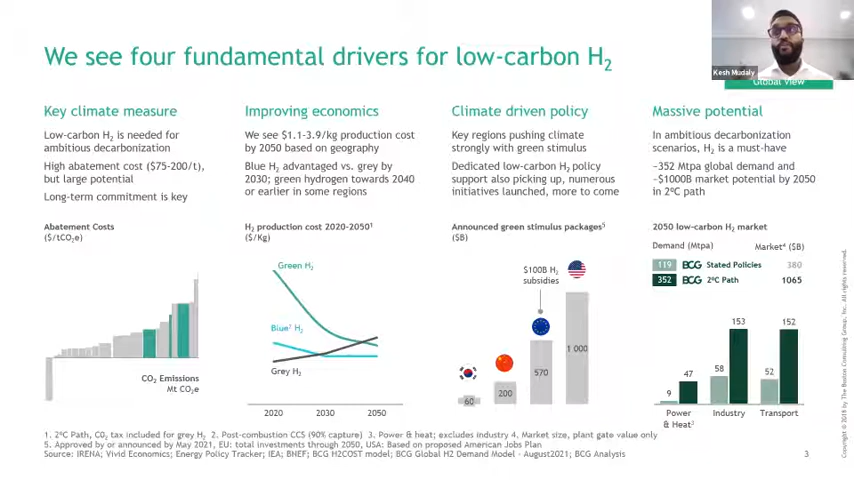 We see four fundamental drivers for low-carbon H₂
Kesh Mudaly
Global View
Key climate measure
Low-carbon H₂ is needed for
ambitious decarbonization
High abatement cost ($75-200/t),
but large potential
Long-term commitment is key
Abatement Costs
($/tCO₂e)
CO₂ Emissions
Mt CO₂e
Improving economics
We see $1.1-3.9/kg production cost
by 2050 based on geography
Blue H₂ advantaged vs. grey by
2030; green hydrogen towards 2040
or earlier in some regions
H₂ production cost 2020-2050¹
($/Kg)
Green H₂
Blue² H₂
Grey H₂
2020 2030 2050
Climate driven policy
Key regions pushing climate
strongly with green stimulus
Dedicated low-carbon H₂ policy
support also picking up, numerous
initiatives launched, more to come
Announced green stimulus packages⁵
($B)
$100B H₂
subsidies
60
200
570
1 000
Massive potential
In ambitious decarbonization
scenarios, H₂ is a must-have
~352 Mtpa global demand and
~$1000B market potential by 2050
in 2ºC path
2050 low-carbon H₂ market
Demand (Mtpa) Market⁴ ($B)
119 BCG Stated Policies 380
352 BCG 2ºC Path 1065
9 47 58 153 52 152
Power
& Heat³
Industry
Transport
1. 2ºC Path, CO₂ tax included for grey H₂ 2. Post-combustion CCS (90% capture) 3. Power & heat; excludes industry 4. Market size, plant gate value only
5. Approved by or announced by May 2021, EU: total investments through 2050, USA: Based on proposed American Jobs Plan
Source: IRENA; Vivid Economics; Energy Policy Tracker; IEA; BNEF; BCG H2COST model; BCG Global H2 Demand Model - August2021; BCG Analysis
3
Copyright © 2019 by The Boston Consulting Group, Inc. All rights reserved.